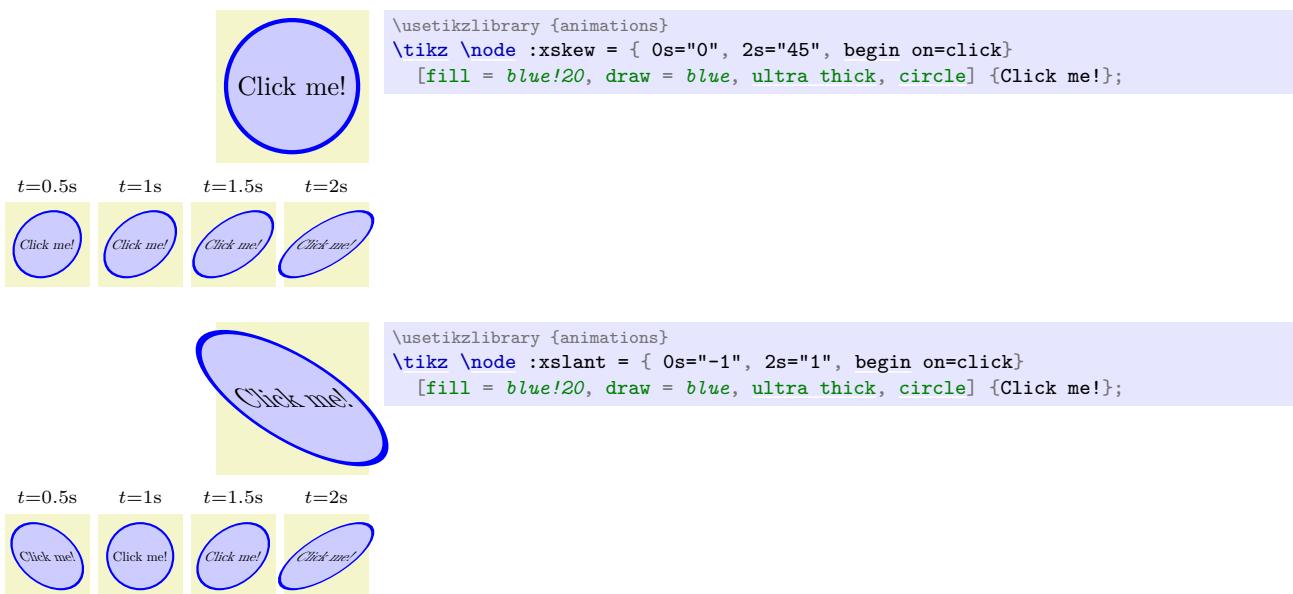 Click me!
\usetikzlibrary {animations}
\tikz \node :xskew = { 0s="0", 2s="45", begin on=click}
[fill = blue!20, draw = blue, ultra thick, circle] {Click me!};
t=0.5s t=1s t=1.5s t=2s
Click me! Click me! Click me! Click me!
Click me!
\usetikzlibrary {animations}
\tikz \node :xslant = { 0s="-1", 2s="1", begin on=click}
[fill = blue!20, draw = blue, ultra thick, circle] {Click me!};
t=0.5s t=1s t=1.5s t=2s
Click me! Click me! Click me! Click me!